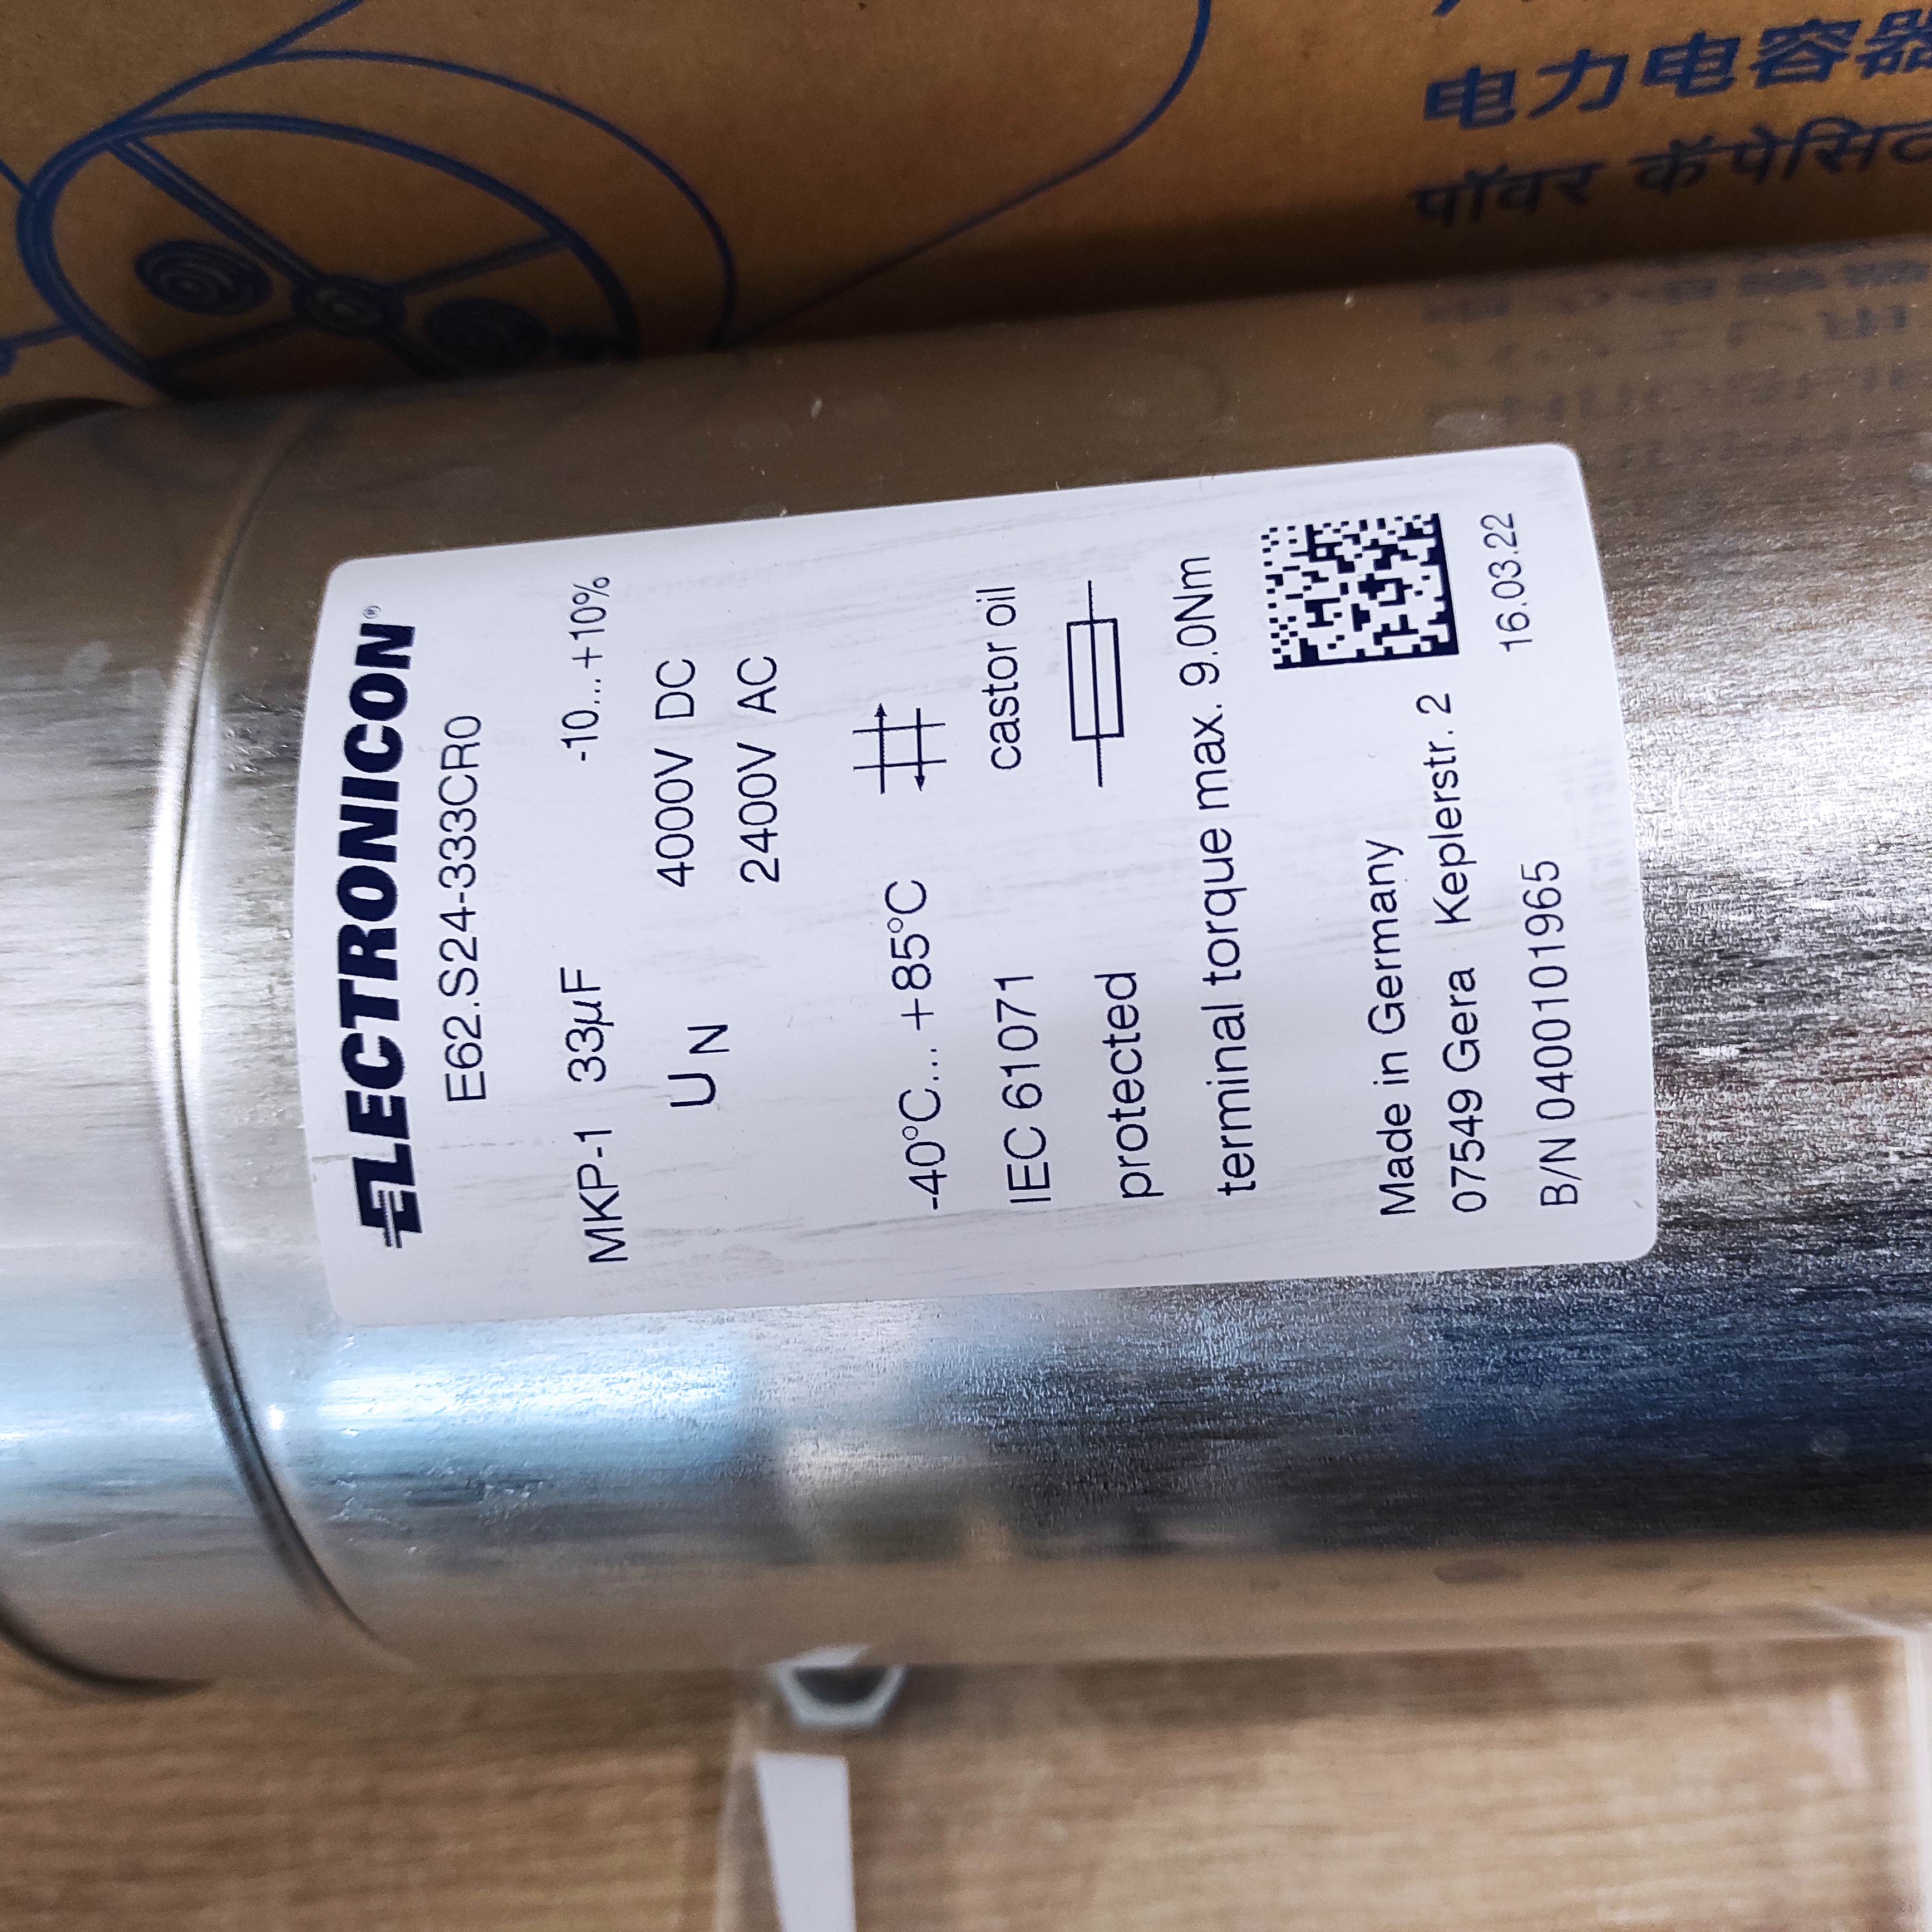 ELECTRONICON®
E62.S24-333CR0
MKP-1 33µF -10...+10%
UN 4000V DC
2400V AC
-40°C... +85°C
IEC 61071 castor oil
protected
terminal torque max. 9.0Nm
Made in Germany
07549 Gera Keplerstr. 2
B/N 0400101965 16.03.22
电力电容器
पॉवर